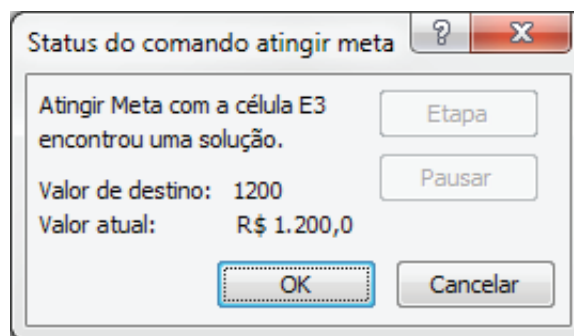 Status do comando atingir meta
Atingir Meta com a célula E3
encontrou uma solução.
Etapa
Pausar
Valor de destino: 1200
Valor atual: R$ 1.200,0
OK
Cancelar